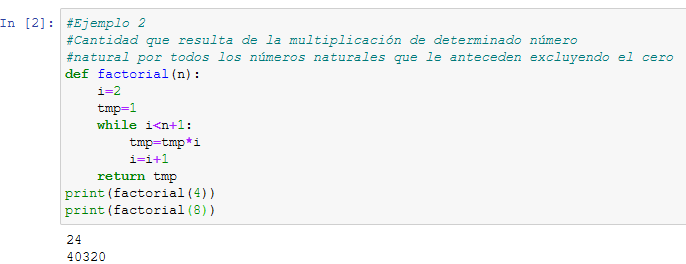 In [2]: #Ejemplo 2
#Cantidad que resulta de la multiplicación de determinado número
#natural por todos los números naturales que le anteceden excluyendo el cero
def factorial(n):
    i=2
    tmp=1
    while i<n+1:
        tmp=tmp*i
        i=i+1
    return tmp
print(factorial(4))
print(factorial(8))
24
40320